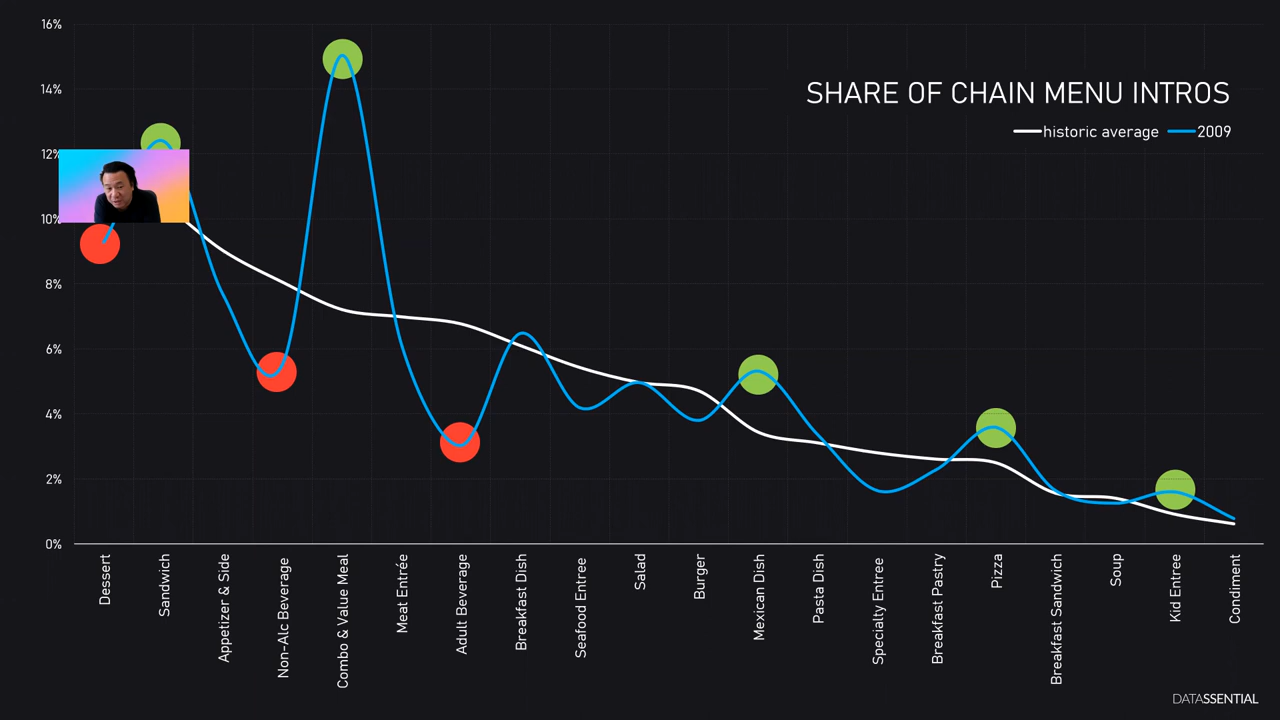 SHARE OF CHAIN MENU INTROS
historic average 2009
16%
14%
12%
10%
8%
6%
4%
2%
0%
Dessert
Sandwich
Appetizer & Side
Non-Alc Beverage
Combo & Value Meal
Meat Entrée
Adult Beverage
Breakfast Dish
Seafood Entree
Salad
Burger
Mexican Dish
Pasta Dish
Specialty Entree
Breakfast Pastry
Pizza
Breakfast Sandwich
Soup
Kid Entree
Condiment
DATASSENTIAL